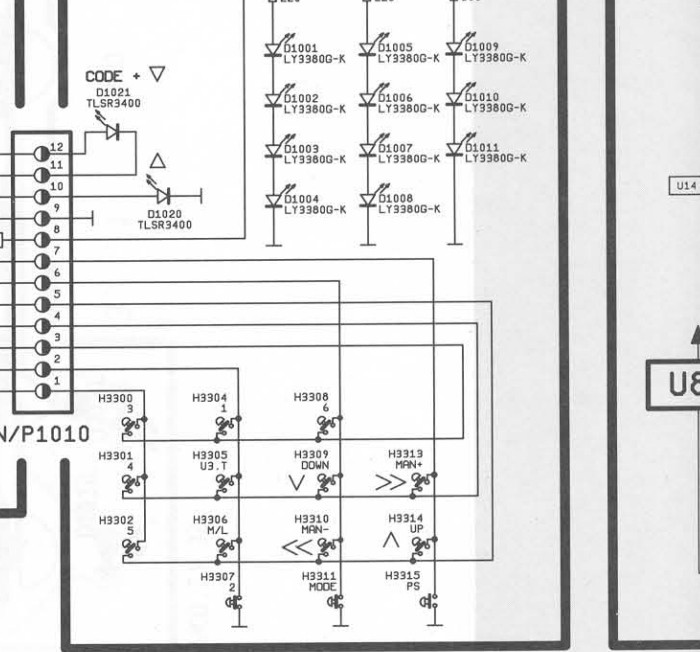 D1001
LY3380G-K
D1005
LY3380G-K
D1009
LY3380G-K
CODE +
D1021
TLSR3400
D1002
LY3380G-K
D1006
LY3380G-K
D1010
LY3380G-K
D1003
LY3380G-K
D1007
LY3380G-K
D1011
LY3380G-K
D1004
LY3380G-K
D1008
LY3380G-K
D1020
TLSR3400
12
11
10
9
8
7
6
5
4
3
2
1
N/P1010
U14
U8
H3300
3
H3304
1
H3308
6
H3301
4
H3305
U3.T
H3309
DOWN
H3313
MAN+
H3302
5
H3306
M/L
H3310
MAN-
H3314
UP
H3307
2
H3311
MODE
H3315
PS